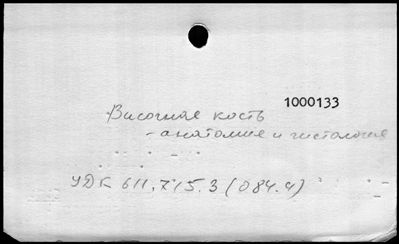 1000133
Височная кость
- анатомия и гистология
УДК 611.715.3 (084.4)